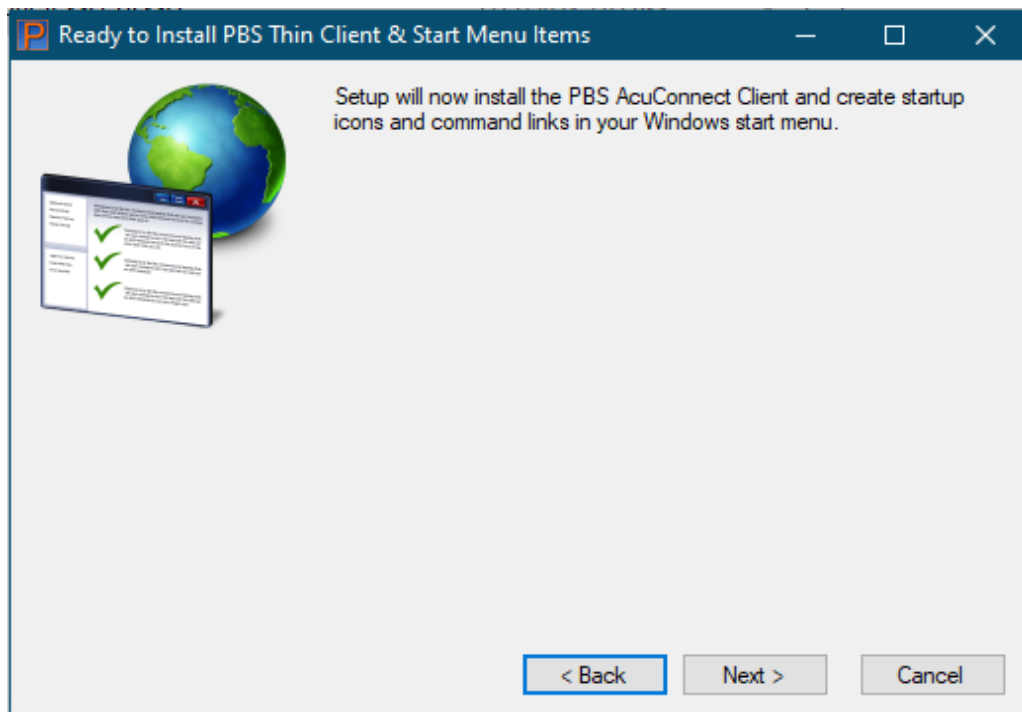 Ready to Install PBS Thin Client & Start Menu Items
Setup will now install the PBS AcuConnect Client and create startup
icons and command links in your Windows start menu.
< Back
Next >
Cancel